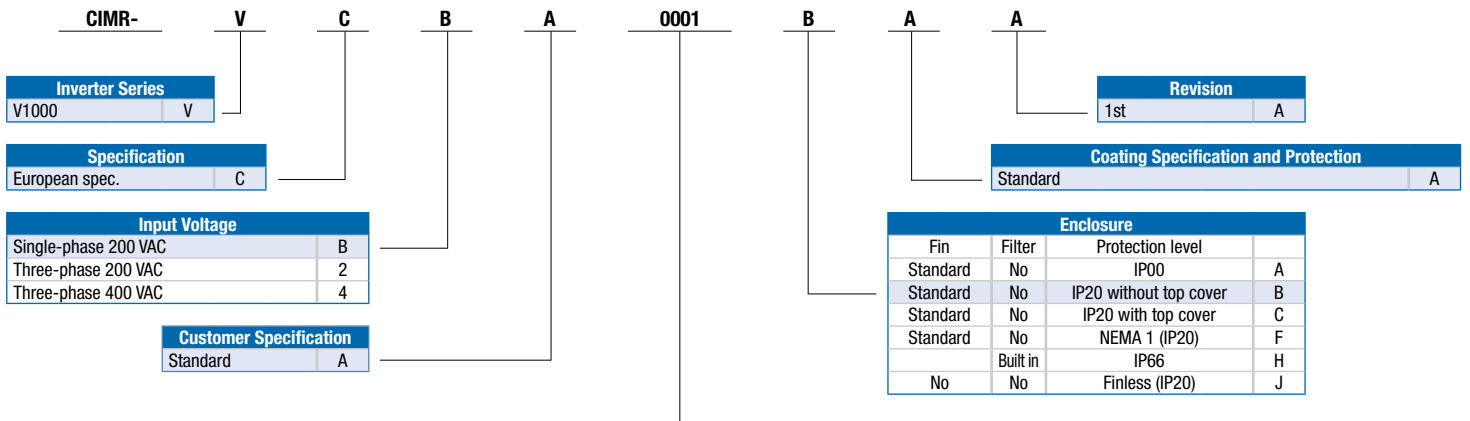 CIMR- V C B A 0001 B A A
Inverter Series
V1000 V
Revision
1st A
Specification
European spec. C
Coating Specification and Protection
Standard A
Input Voltage
Single-phase 200 VAC B
Three-phase 200 VAC 2
Three-phase 400 VAC 4
Enclosure
Fin Filter Protection level
Standard No IP00 A
Standard No IP20 without top cover B
Standard No IP20 with top cover C
Standard No NEMA 1 (IP20) F
Built in IP66 H
No No Finless (IP20) J
Customer Specification
Standard A